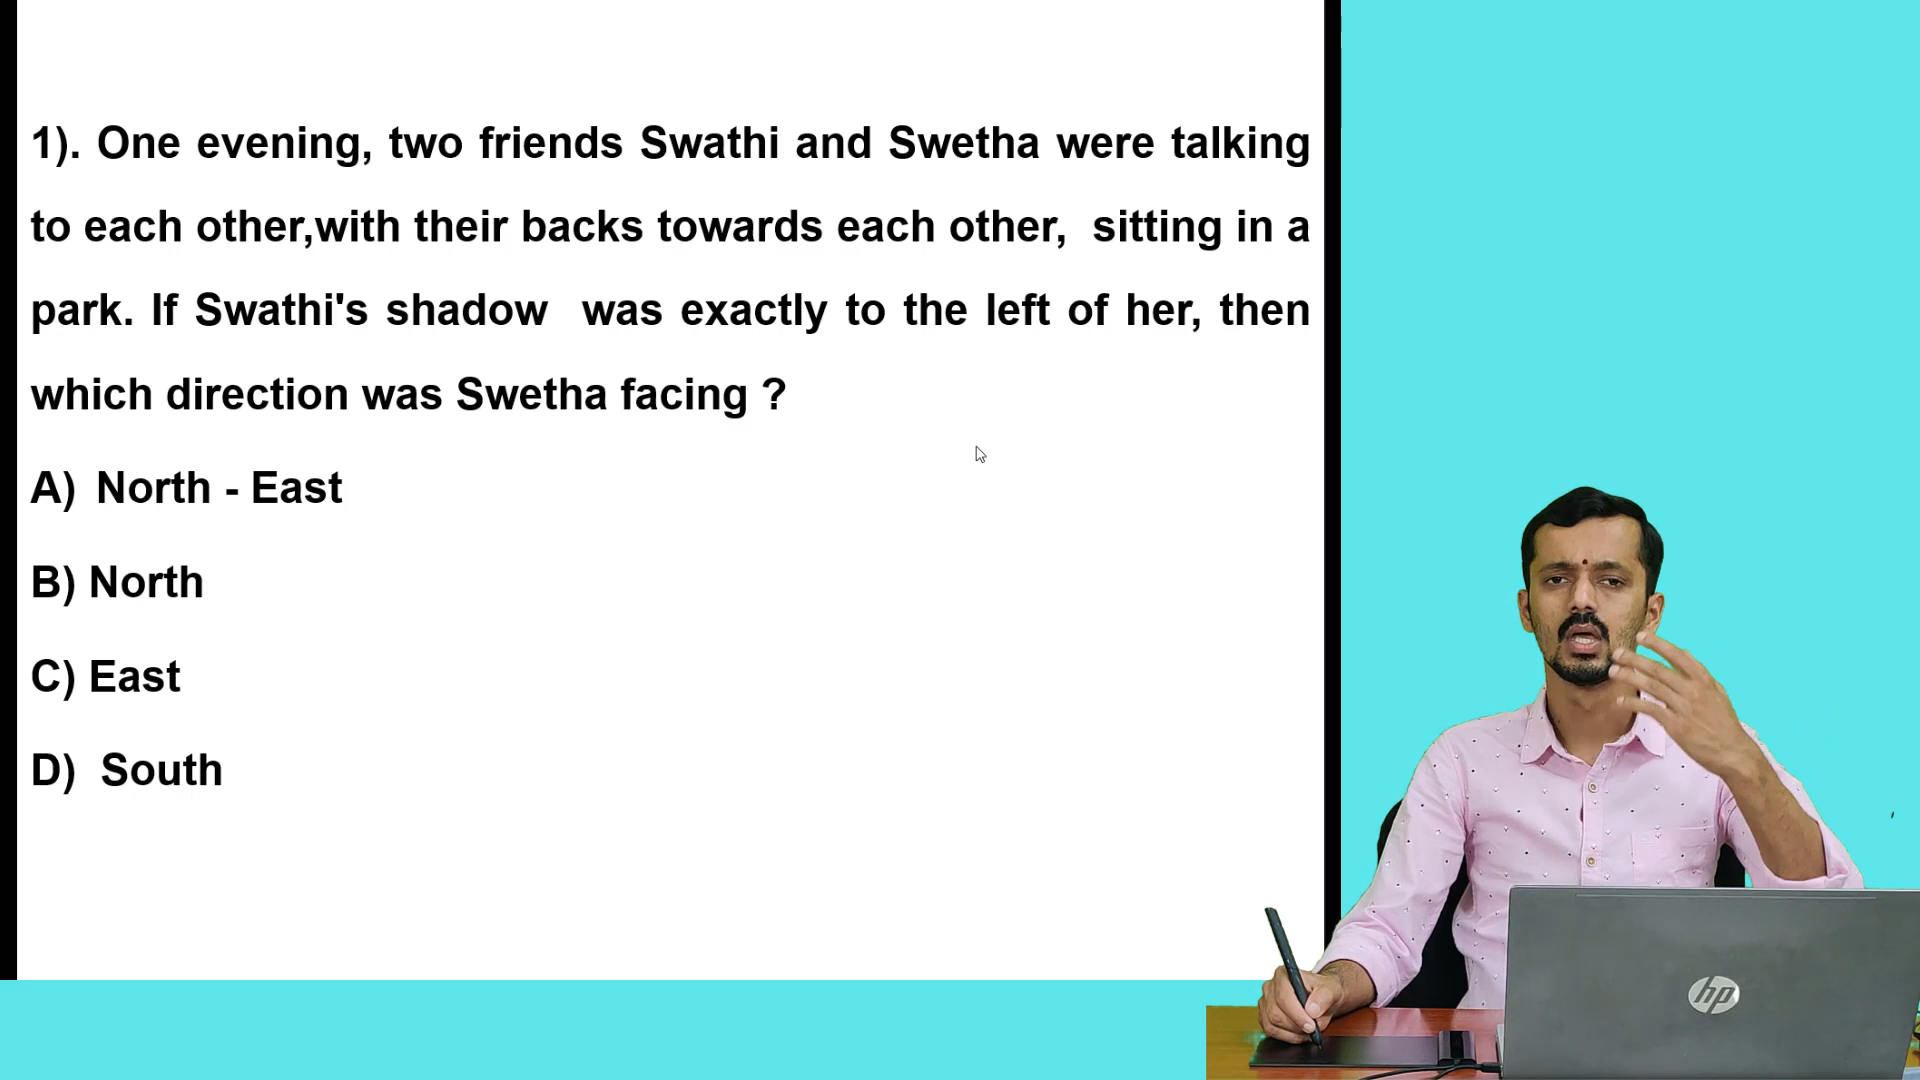 1). One evening, two friends Swathi and Swetha were talking
to each other,with their backs towards each other, sitting in a
park. If Swathi's shadow was exactly to the left of her, then
which direction was Swetha facing ?
A) North - East
B) North
C) East
D) South
hp